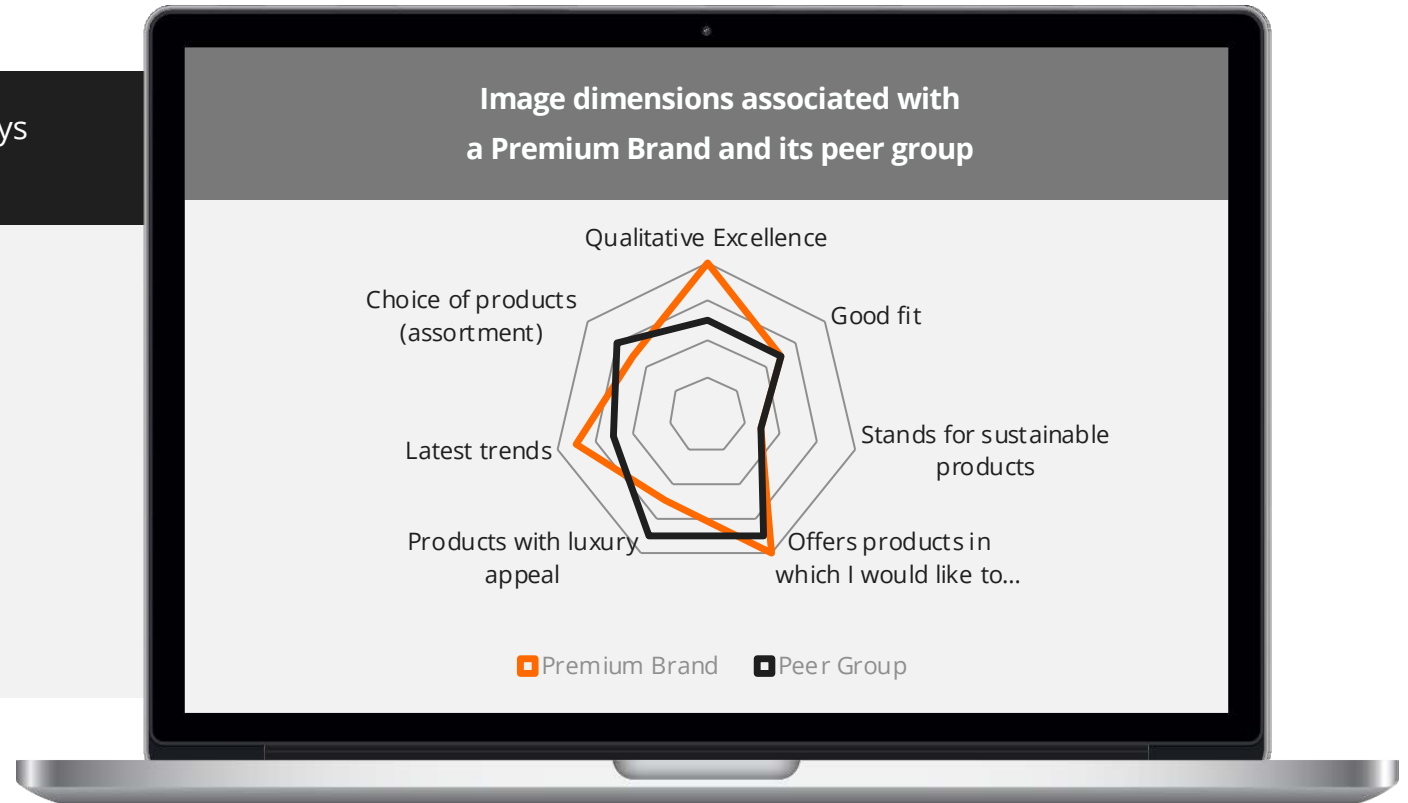 ys
Image dimensions associated with
a Premium Brand and its peer group
Qualitative Excellence
Choice of products
(assortment)
Good fit
Latest trends
Stands for sustainable
products
Products with luxury
appeal
Offers products in
which I would like to...
Premium Brand
Peer Group